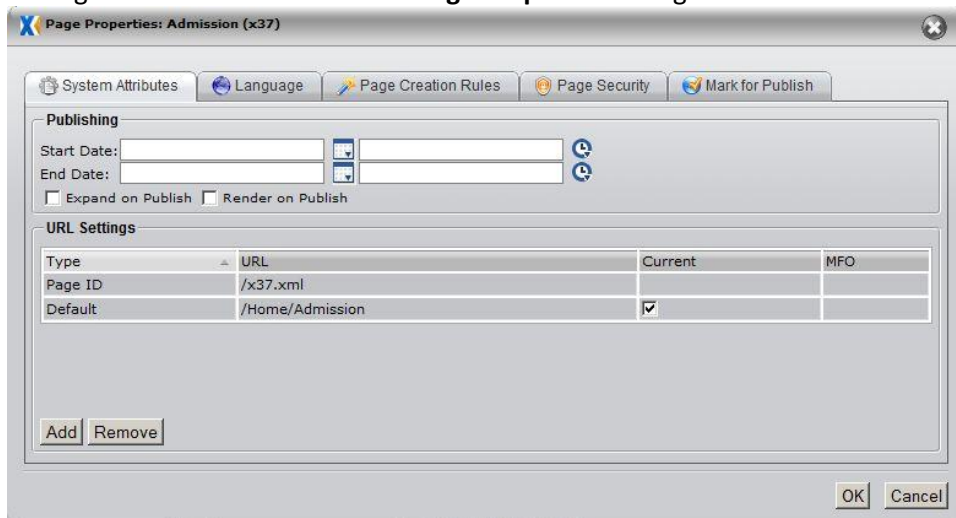 Page Properties: Admission (x37)
System Attributes Language Page Creation Rules Page Security Mark for Publish
Publishing
Start Date:
End Date:
Expand on Publish Render on Publish
URL Settings
Type URL Current MFO
Page ID /x37.xml
Default /Home/Admission
Add Remove
OK Cancel